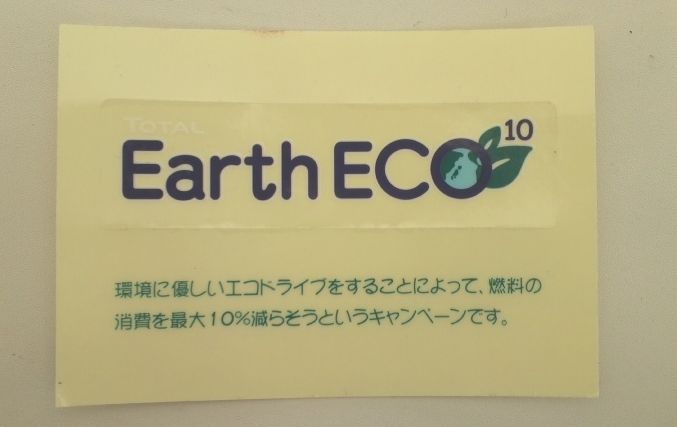 TOTAL
Earth ECO 10
環境に優しいエコドライブをすることによって、燃料の
消費を最大10%減らそうというキャンペーンです。